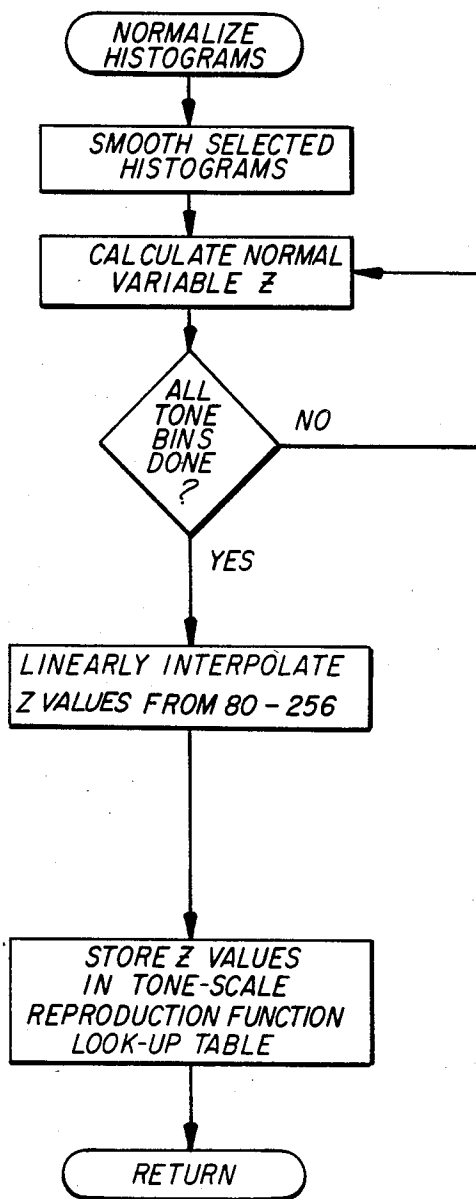 NORMALIZE
HISTOGRAMS
SMOOTH SELECTED
HISTOGRAMS
CALCULATE NORMAL
VARIABLE Z
ALL
TONE
BINS
DONE
?
NO
YES
LINEARLY INTERPOLATE
Z VALUES FROM 80 - 256
STORE Z VALUES
IN TONE-SCALE
REPRODUCTION FUNCTION
LOOK-UP TABLE
RETURN